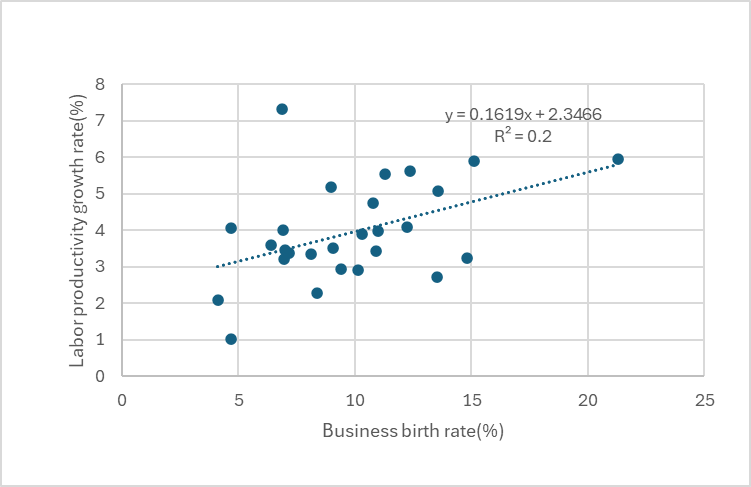 y = 0.1619x + 2.3466
R² = 0.2
8
7
6
5
4
3
2
1
0
Labor productivity growth rate(%)
0 5 10 15 20 25
Business birth rate(%)